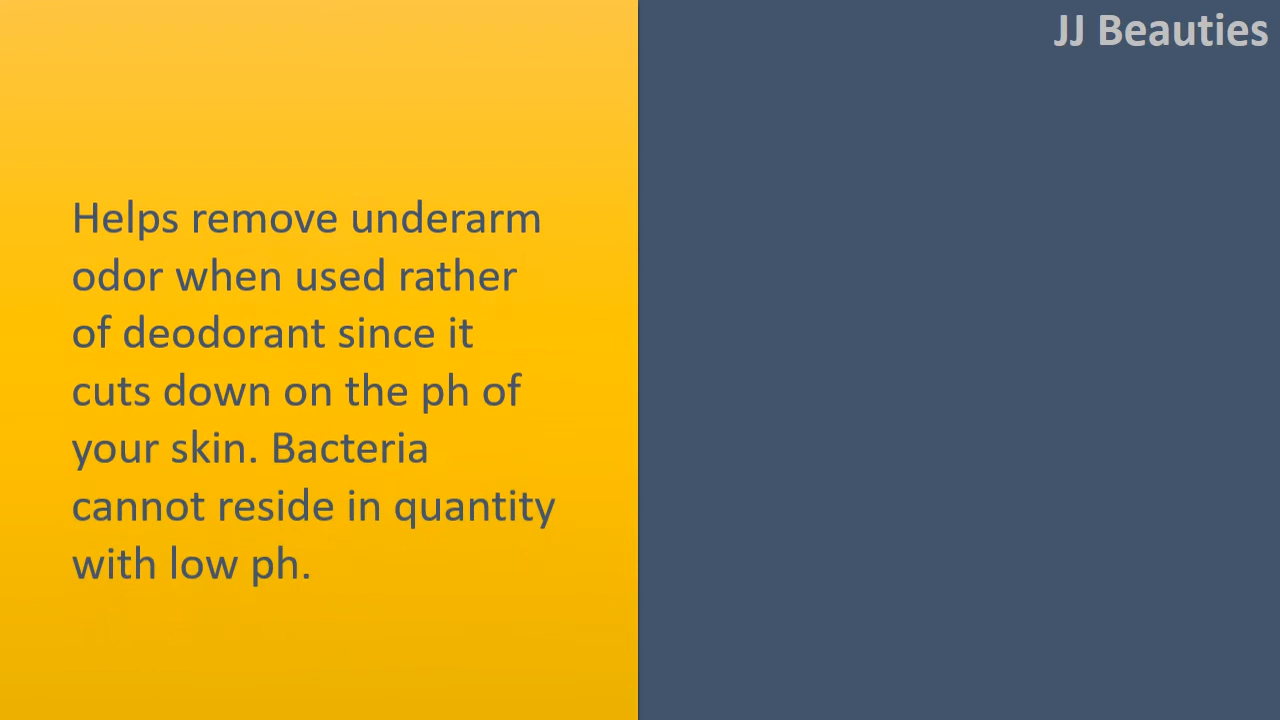 JJ Beauties
Helps remove underarm
odor when used rather
of deodorant since it
cuts down on the ph of
your skin. Bacteria
cannot reside in quantity
with low ph.